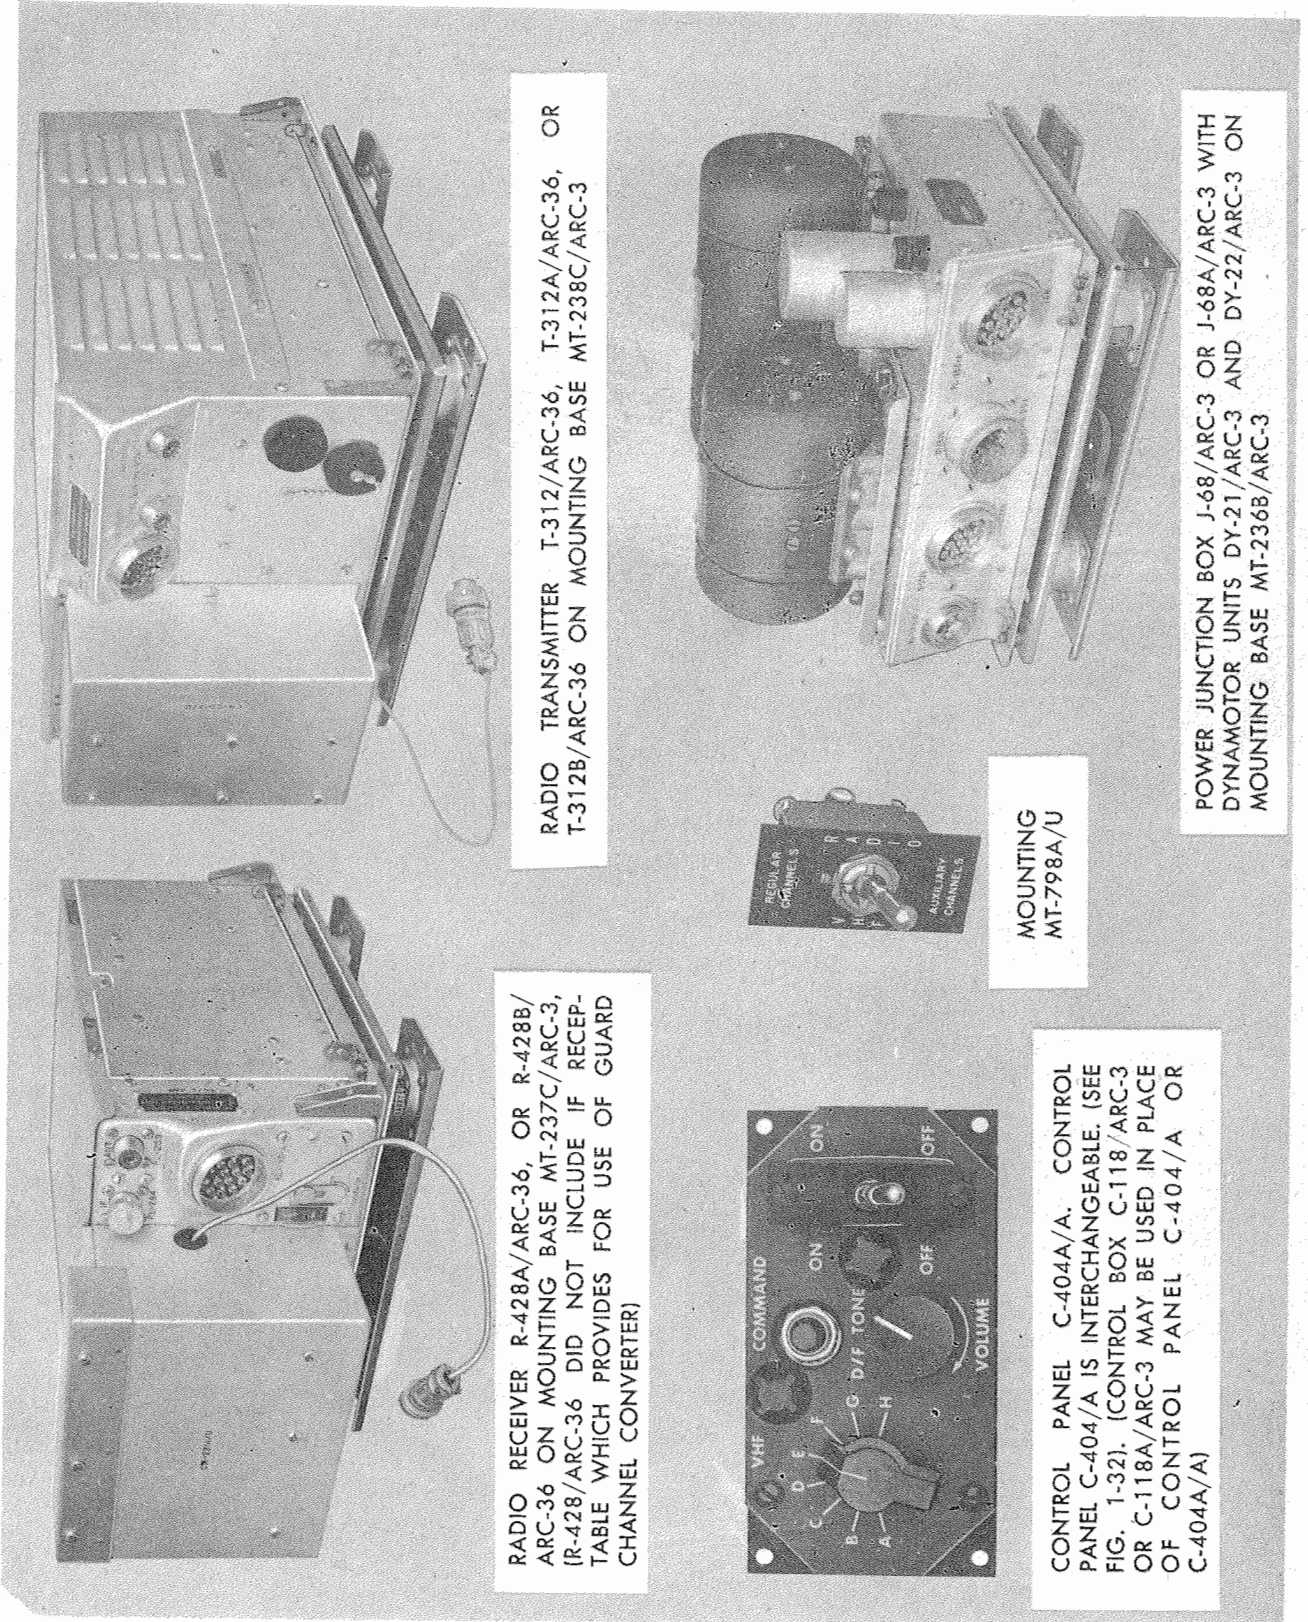 RADIO TRANSMITTER T-312/ARC-36, T-312A/ARC-36, OR
T-312B/ARC-36 ON MOUNTING BASE MT-238C/ARC-3
RADIO RECEIVER R-428A/ARC-36, OR R-428B/
ARC-36 ON MOUNTING BASE MT-237C/ARC-3,
(R-428/ARC-36 DID NOT INCLUDE IF RECEP-
TABLE WHICH PROVIDES FOR USE OF GUARD
CHANNEL CONVERTER)
POWER JUNCTION BOX J-68/ARC-3 OR J-68A/ARC-3 WITH
DYNAMOTOR UNITS DY-21/ARC-3 AND DY-22/ARC-3 ON
MOUNTING BASE MT-236B/ARC-3
REGULAR
CHANNELS
VHF
RADIO
AUXILIARY
CHANNELS
MOUNTING
MT-798A/U
VHF
COMMAND
A
B
C
D
E
F
G
H
D/F TONE
ON
OFF
ON
OFF
VOLUME
CONTROL PANEL C-404A/A. CONTROL
PANEL C-404/A IS INTERCHANGEABLE. (SEE
FIG. 1-32). (CONTROL BOX C-118/ARC-3
OR C-118A/ARC-3 MAY BE USED IN PLACE
OF CONTROL PANEL C-404/A OR
C-404A/A)